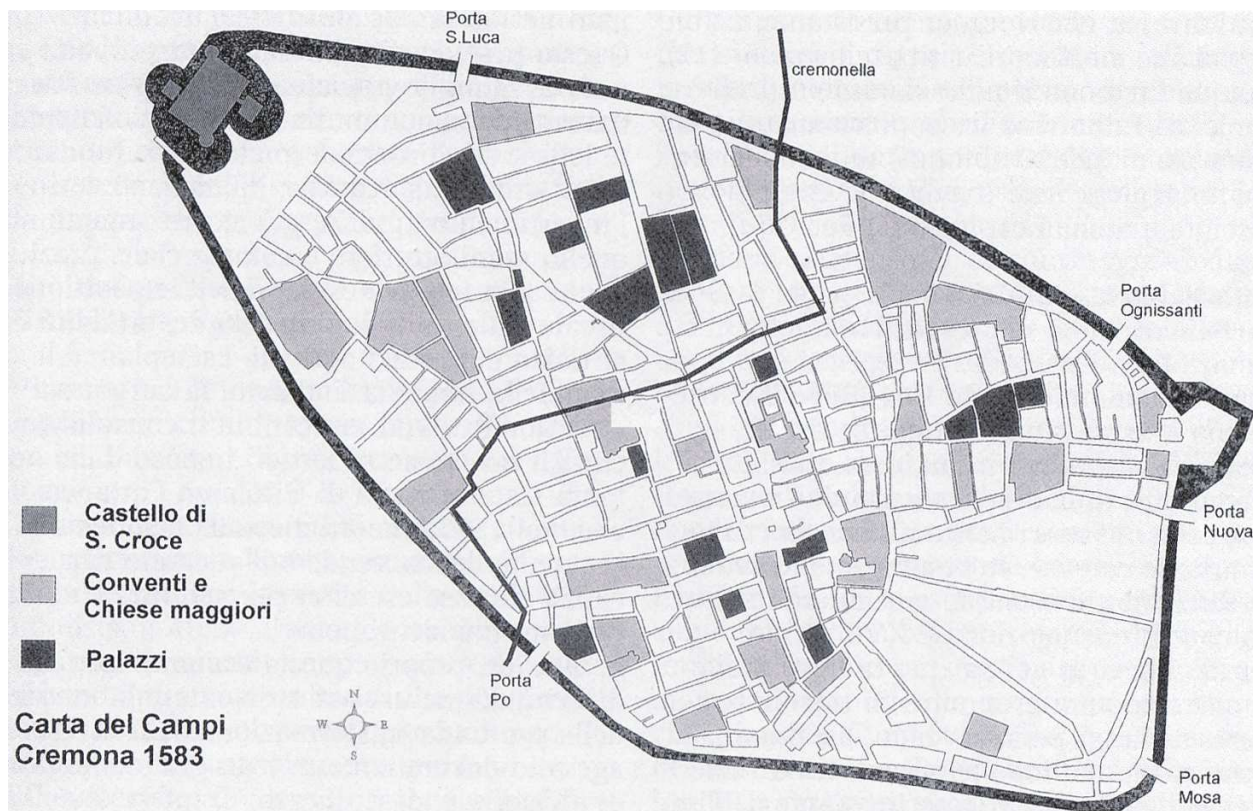 Porta
S.Luca
cremonella
Porta
Ognissanti
Porta
Nuova
Castello di
S. Croce
Conventi e
Chiese maggiori
Palazzi
Porta
Po
N
W E
S
Carta del Campi
Cremona 1583
Porta
Mosa